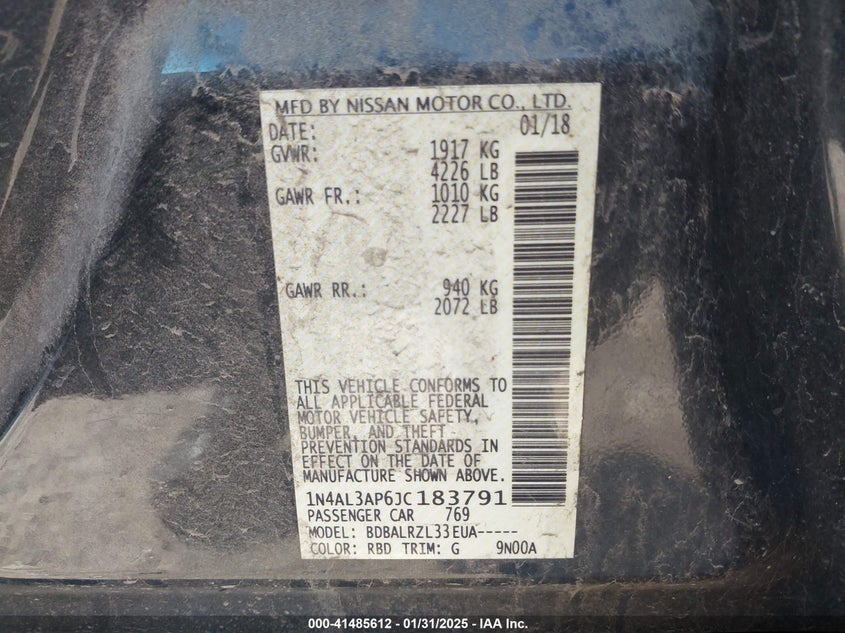 MFD BY NISSAN MOTOR CO., LTD.
DATE: 01/18
GVWR: 1917 KG
4226 LB
GAWR FR.: 1010 KG
2227 LB
GAWR RR.: 940 KG
2072 LB
THIS VEHICLE CONFORMS TO
ALL APPLICABLE FEDERAL
MOTOR VEHICLE SAFETY,
BUMPER, AND THEFT
PREVENTION STANDARDS IN
EFFECT ON THE DATE OF
MANUFACTURE SHOWN ABOVE.
1N4AL3AP6JC183791
PASSENGER CAR 769
MODEL: BDBALRZL33EUA-----
COLOR: RBD TRIM: G 9N00A
000-41485612 - 01/31/2025 - IAA Inc.